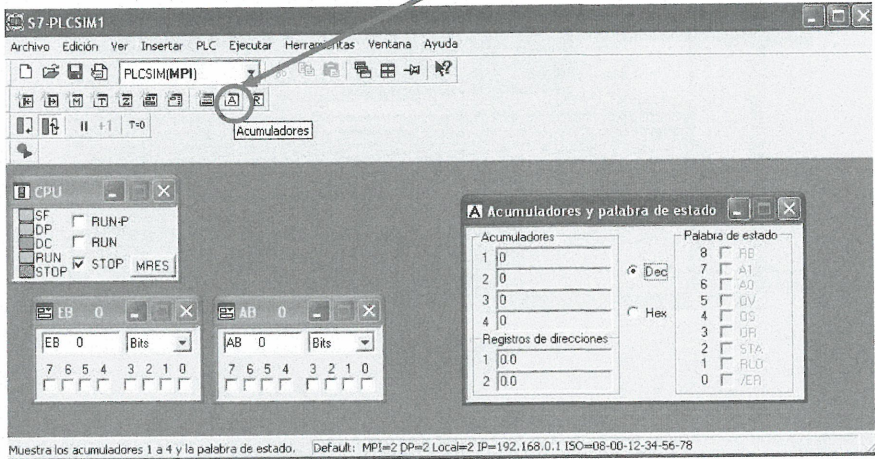 S7-PLCSIM1
Archivo Edición Ver Insertar PLC Ejecutar Herramientas Ventana Ayuda
PLCSIM(MPI)
A R
+1 T=0
Acumuladores
CPU
SF
DP
DC
RUN
STOP
RUN-P
RUN
STOP MRES
EB 0
EB 0 Bits
7 6 5 4 3 2 1 0
AB 0
AB 0 Bits
7 6 5 4 3 2 1 0
A Acumuladores y palabra de estado
Acumuladores
1 0
2 0
3 0
4 0
Registros de direcciones
1 0.0
2 0.0
Dec
Hex
Palabra de estado
8 RB
7 A1
6 A0
5 OV
4 OS
3 OR
2 STA
1 RLO
0 /ER
Muestra los acumuladores 1 a 4 y la palabra de estado. Default: MPI=2 DP=2 Local=2 IP=192.168.0.1 ISO=08-00-12-34-56-78